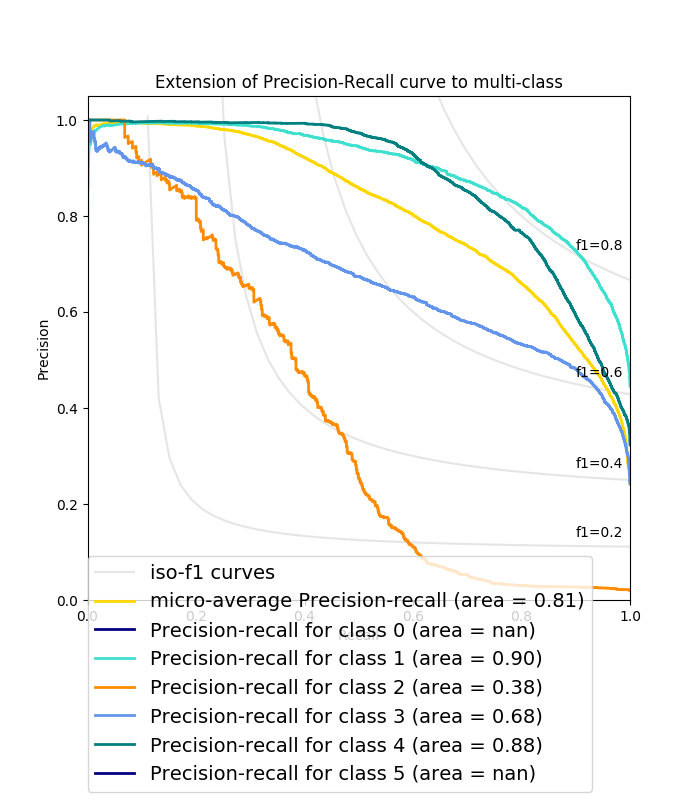 Extension of Precision-Recall curve to multi-class
1.0
0.8
0.6
0.4
0.2
0.0
Precision
f1=0.8
f1=0.6
f1=0.4
f1=0.2
0.0 0.2 0.4 0.6 0.8 1.0
Recall
iso-f1 curves
micro-average Precision-recall (area = 0.81)
Precision-recall for class 0 (area = nan)
Precision-recall for class 1 (area = 0.90)
Precision-recall for class 2 (area = 0.38)
Precision-recall for class 3 (area = 0.68)
Precision-recall for class 4 (area = 0.88)
Precision-recall for class 5 (area = nan)